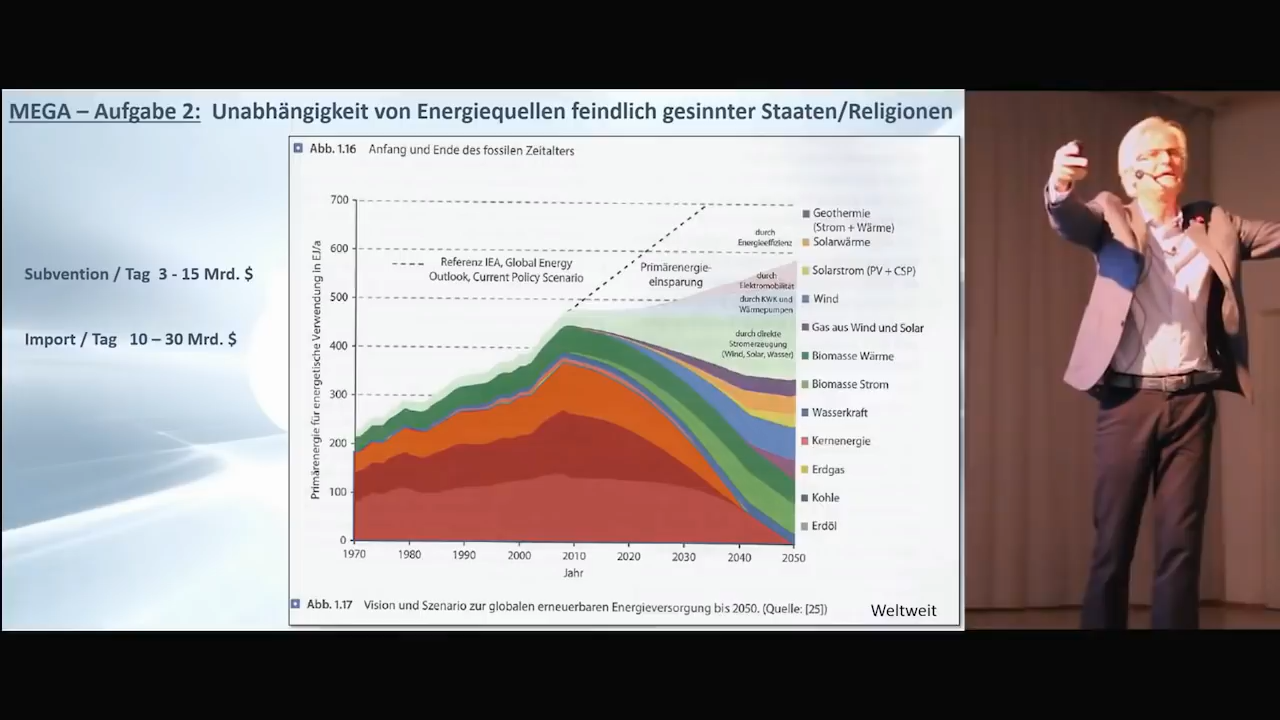 MEGA – Aufgabe 2: Unabhängigkeit von Energiequellen feindlich gesinnter Staaten/Religionen
Subvention / Tag 3 - 15 Mrd. $
Import / Tag 10 – 30 Mrd. $
Abb. 1.16 Anfang und Ende des fossilen Zeitalters
Primärenergie für energetische Verwendung in EJ/a
700
600
500
400
300
200
100
0
Referenz IEA, Global Energy
Outlook, Current Policy Scenario
Primärenergie-
einsparung
durch
Energieeffizienz
durch
Elektromobilität
durch KWK und
Wärmepumpen
durch direkte
Stromerzeugung
(Wind, Solar, Wasser)
Geothermie
(Strom + Wärme)
Solarwärme
Solarstrom (PV + CSP)
Wind
Gas aus Wind und Solar
Biomasse Wärme
Biomasse Strom
Wasserkraft
Kernenergie
Erdgas
Kohle
Erdöl
1970 1980 1990 2000 2010 2020 2030 2040 2050
Jahr
Abb. 1.17 Vision und Szenario zur globalen erneuerbaren Energieversorgung bis 2050. (Quelle: [25])
Weltweit